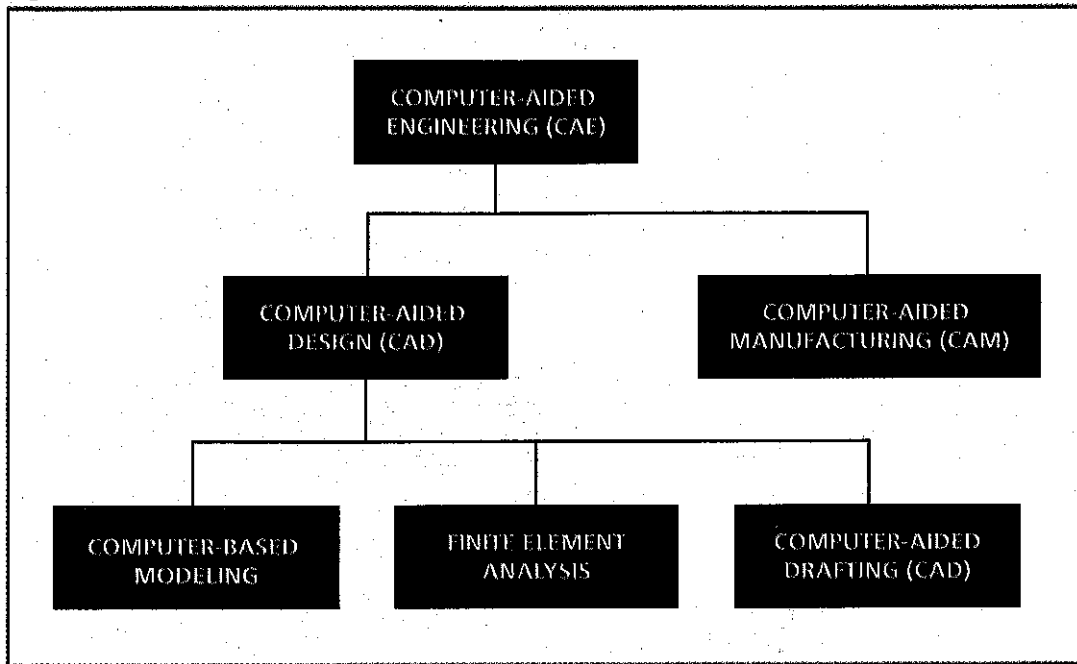 COMPUTER-AIDED
ENGINEERING (CAE)
COMPUTER-AIDED
DESIGN (CAD)
COMPUTER-AIDED
MANUFACTURING (CAM)
COMPUTER-BASED
MODELING
FINITE ELEMENT
ANALYSIS
COMPUTER-AIDED
DRAFTING (CAD)